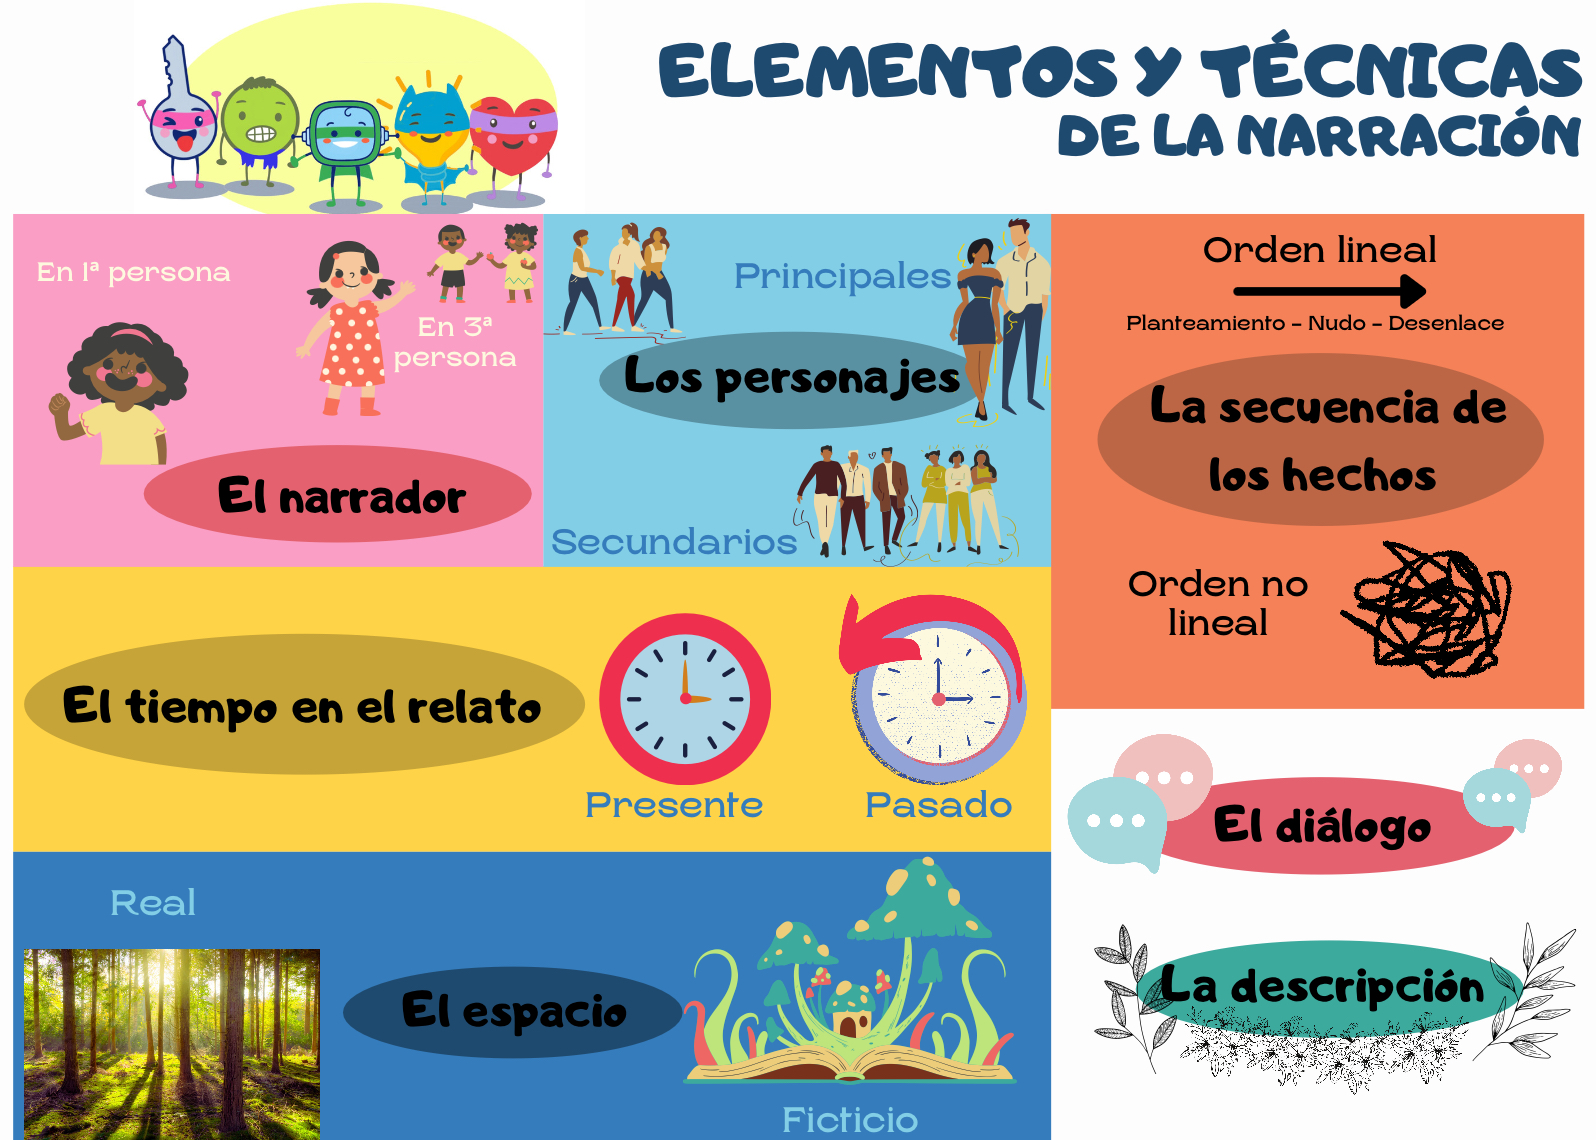 ELEMENTOS Y TÉCNICAS
DE LA NARRACIÓN
En 1ª persona
En 3ª
persona
El narrador
Principales
Los personajes
Secundarios
Orden lineal
Planteamiento - Nudo - Desenlace
La secuencia de
los hechos
Orden no
lineal
El tiempo en el relato
Presente
Pasado
El diálogo
La descripción
Real
El espacio
Ficticio